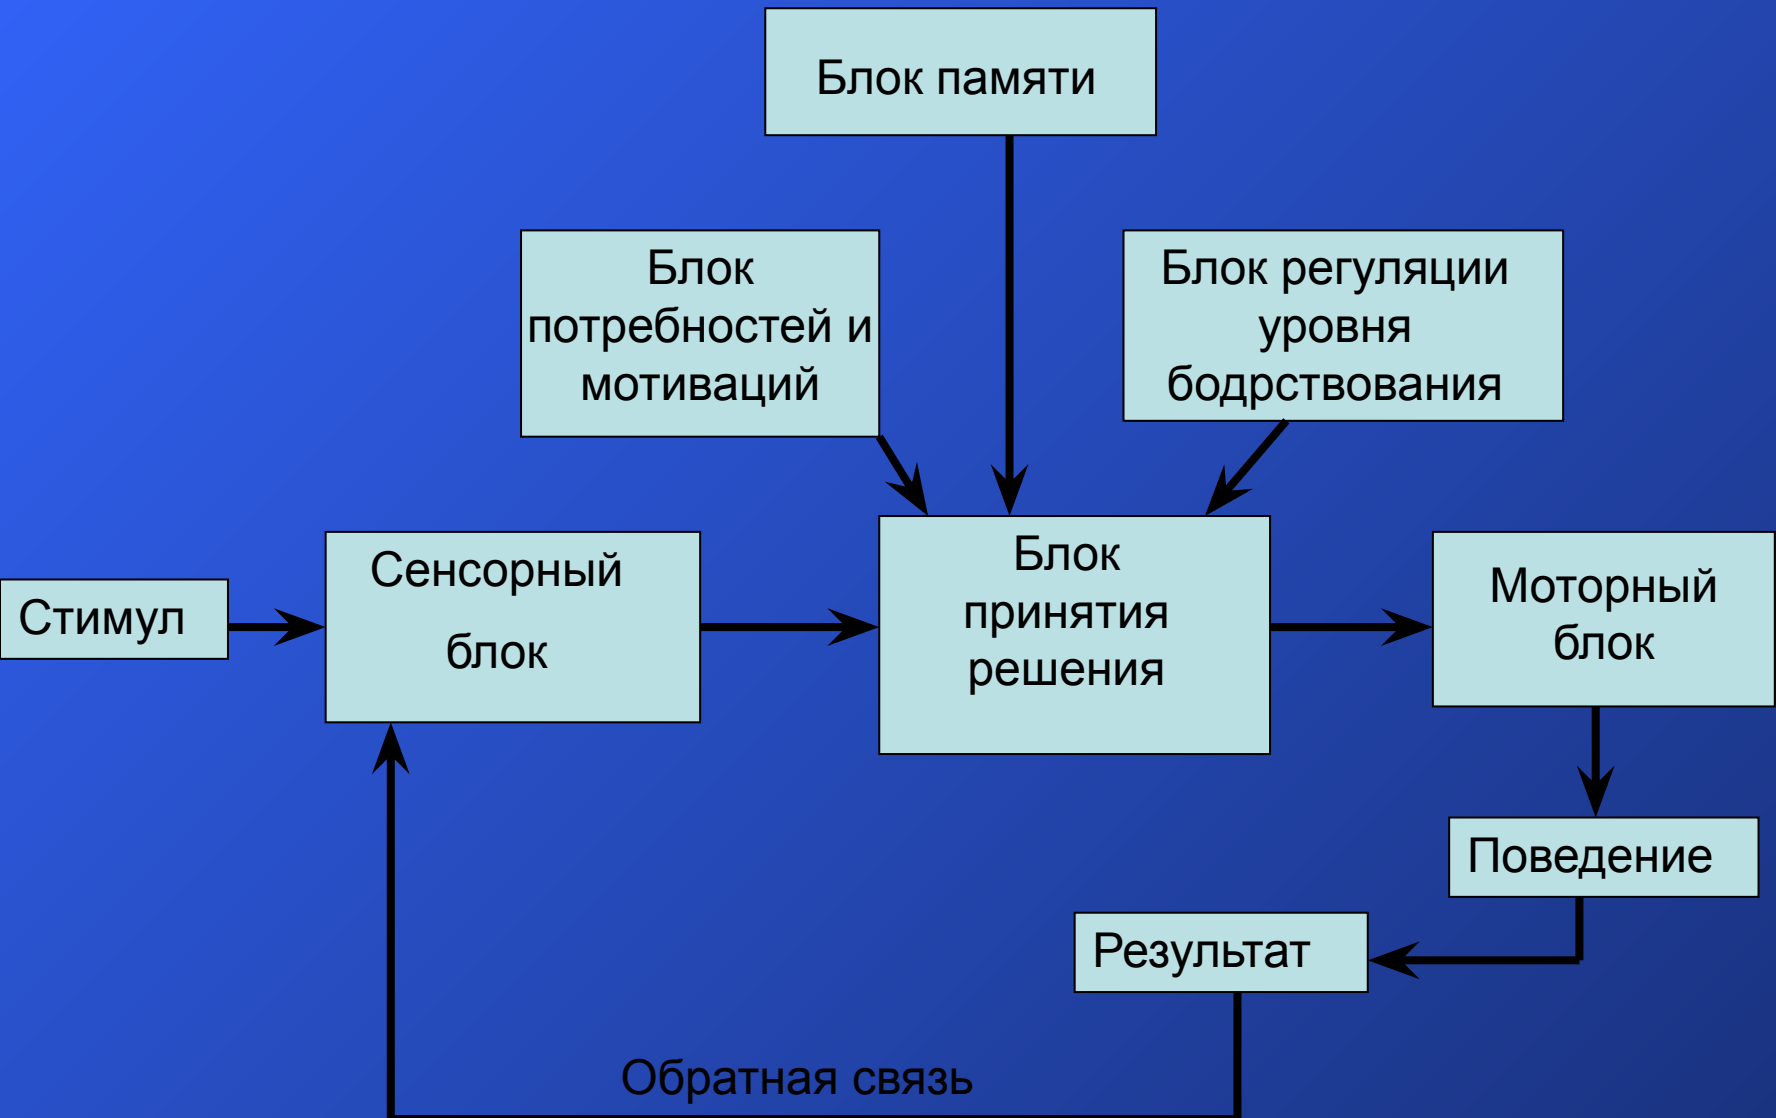 Блок памяти
Блок
потребностей и
мотиваций
Блок регуляции
уровня
бодрствования
Стимул
Сенсорный
блок
Блок
принятия
решения
Моторный
блок
Поведение
Результат
Обратная связь